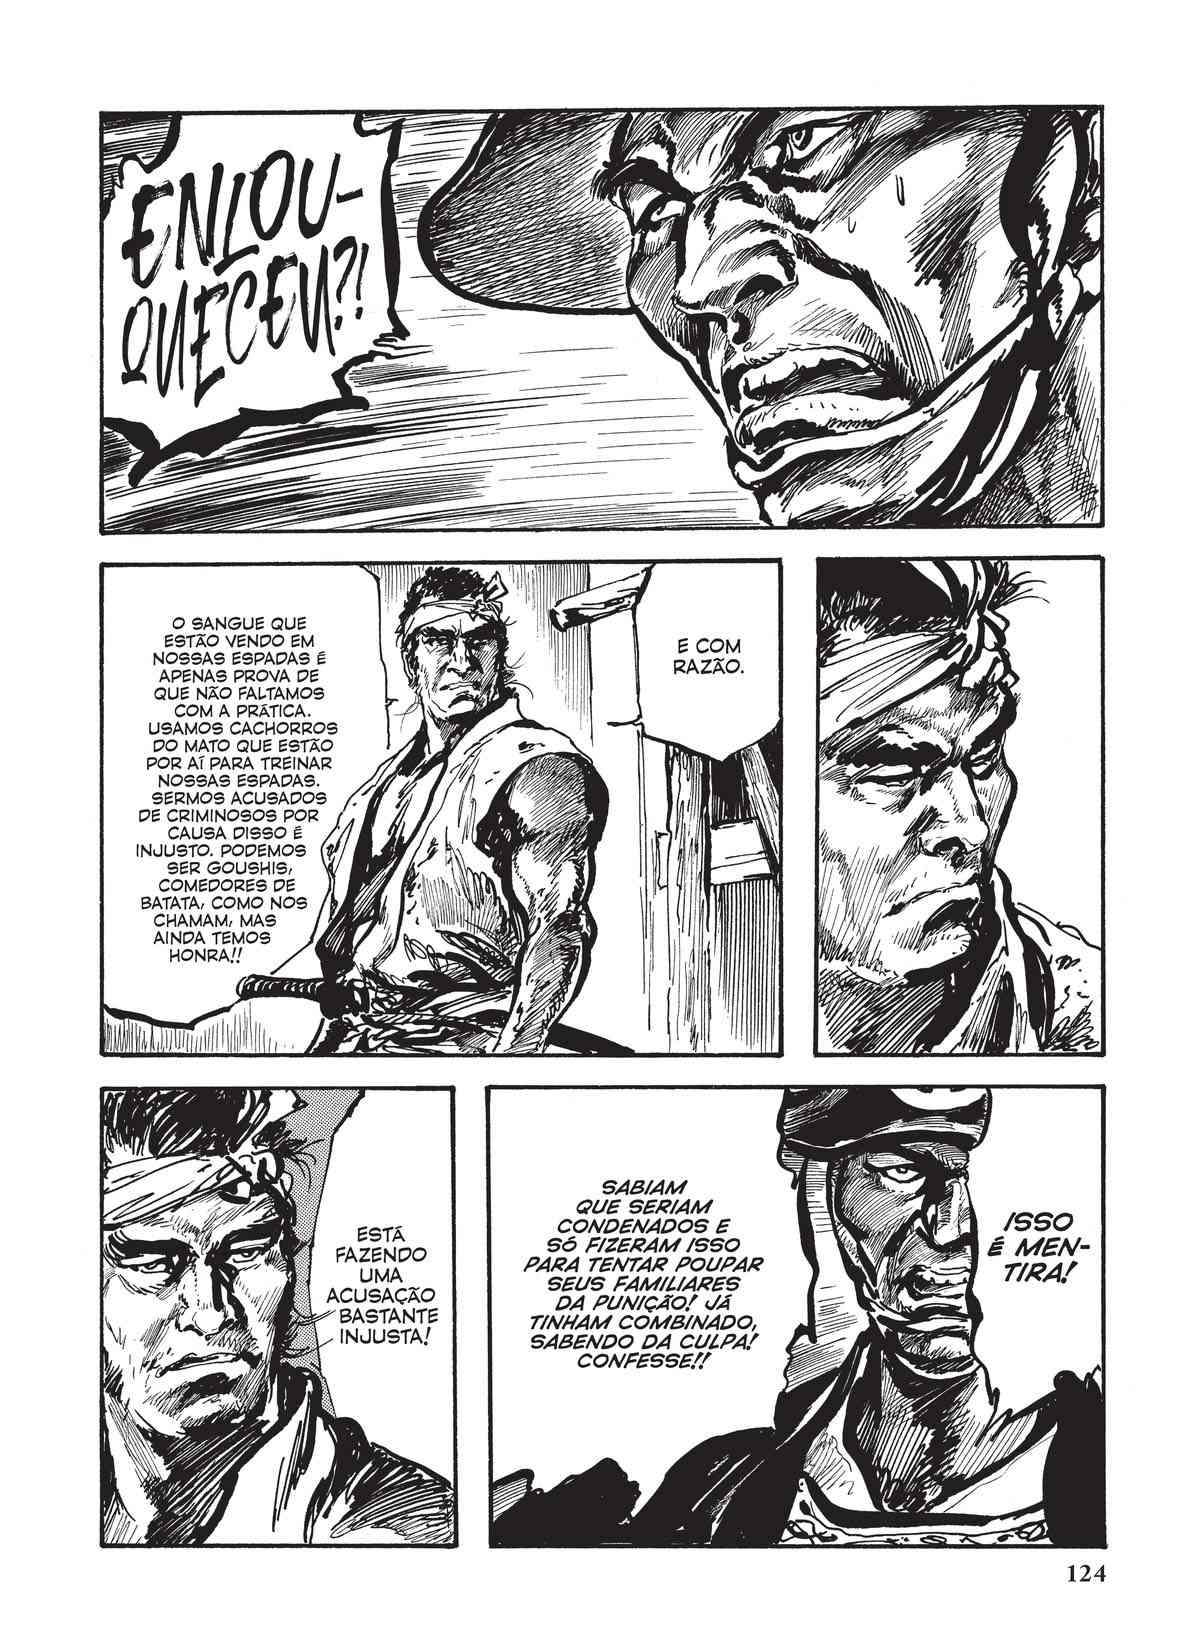 ENLOU-
QUECEU?!
E COM
RAZÃO.
O SANGUE QUE
ESTÃO VENDO EM
NOSSAS ESPADAS É
APENAS PROVA DE
QUE NÃO FALTAMOS
COM A PRÁTICA.
USAMOS CACHORROS
DO MATO QUE ESTÃO
POR AÍ PARA TREINAR
NOSSAS ESPADAS.
SERMOS ACUSADOS
DE CRIMINOSOS POR
CAUSA DISSO É
INJUSTO. PODEMOS
SER GOUSHIS,
COMEDORES DE
BATATA, COMO NOS
CHAMAM, MAS
AINDA TEMOS
HONRA!!
ISSO
É MEN-
TIRA!
SABIAM
QUE SERIAM
CONDENADOS E
SÓ FIZERAM ISSO
PARA TENTAR POUPAR
SEUS FAMILIARES
DA PUNIÇÃO! JÁ
TINHAM COMBINADO,
SABENDO DA CULPA!
CONFESSE!!
ESTÁ
FAZENDO
UMA
ACUSAÇÃO
BASTANTE
INJUSTA!
124